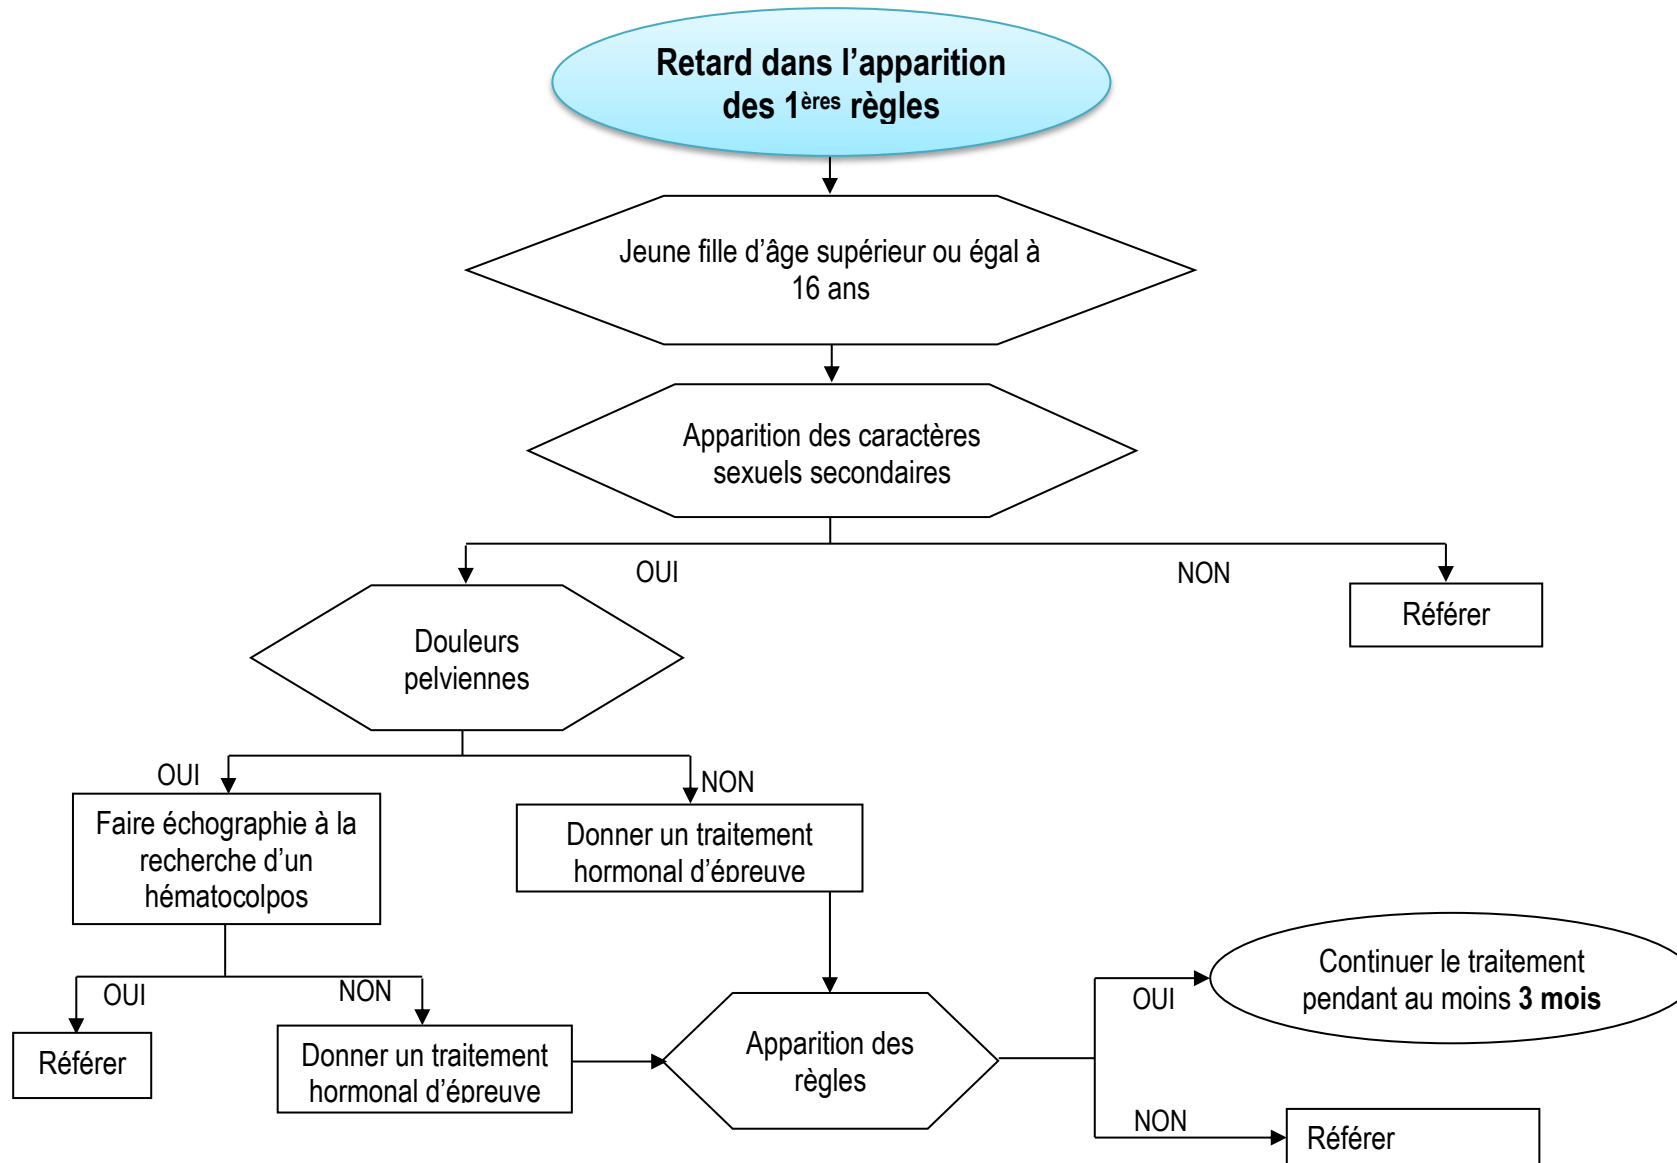 Retard dans l’apparition
des 1ères règles
Jeune fille d’âge supérieur ou égal à
16 ans
Apparition des caractères
sexuels secondaires
OUI
NON
Référer
Douleurs
pelviennes
OUI
NON
Faire échographie à la
recherche d’un
hématocolpos
Donner un traitement
hormonal d’épreuve
OUI
NON
Référer
Donner un traitement
hormonal d’épreuve
Apparition des
règles
OUI
Continuer le traitement
pendant au moins 3 mois
NON
Référer